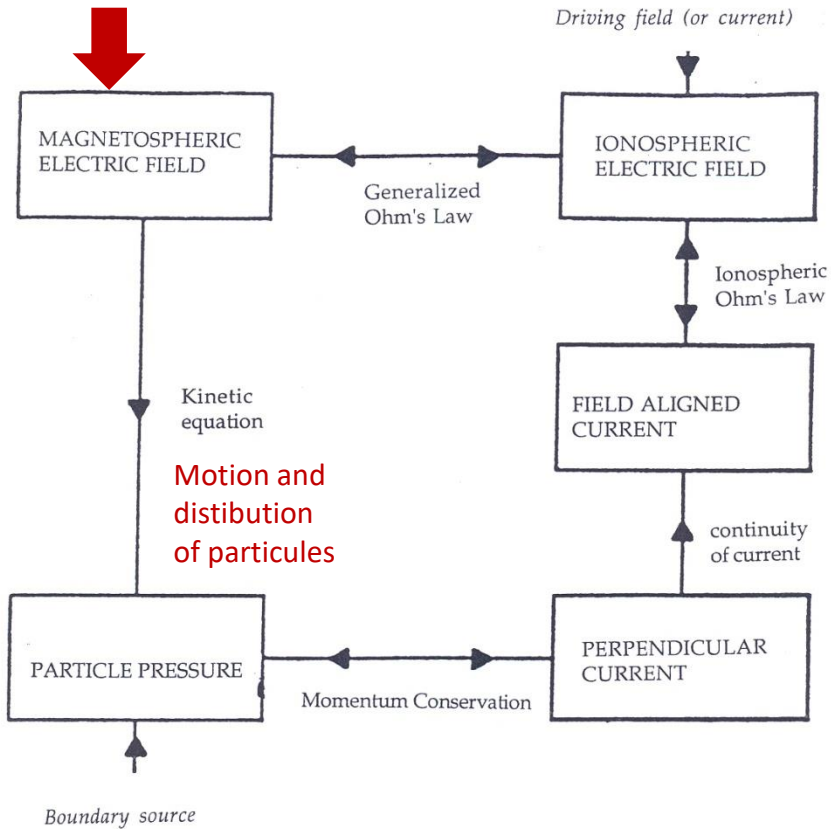 Driving field (or current)
MAGNETOSPHERIC
ELECTRIC FIELD
IONOSPHERIC
ELECTRIC FIELD
Generalized
Ohm's Law
Ionospheric
Ohm's Law
Kinetic
equation
FIELD ALIGNED
CURRENT
Motion and
distibution
of particules
continuity
of current
PARTICLE PRESSURE
PERPENDICULAR
CURRENT
Momentum Conservation
Boundary source